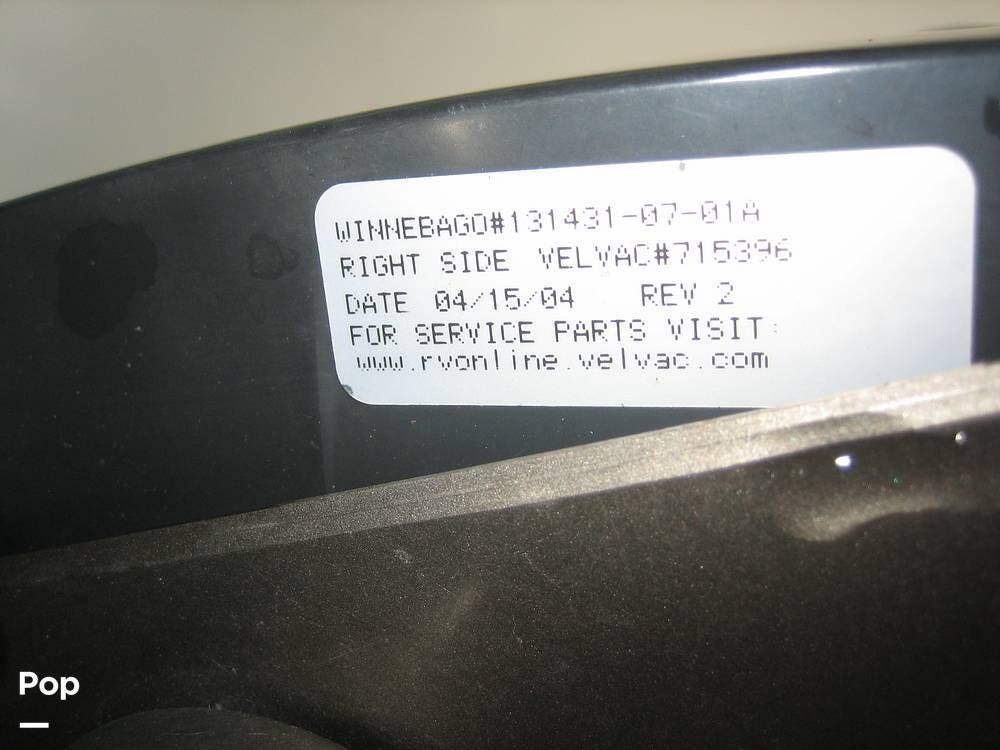 WINNEBAGO#131431-07-01A
RIGHT SIDE VELVAC#715396
DATE 04/15/04 REV 2
FOR SERVICE PARTS VISIT:
www.rvonline.velvac.com
Pop